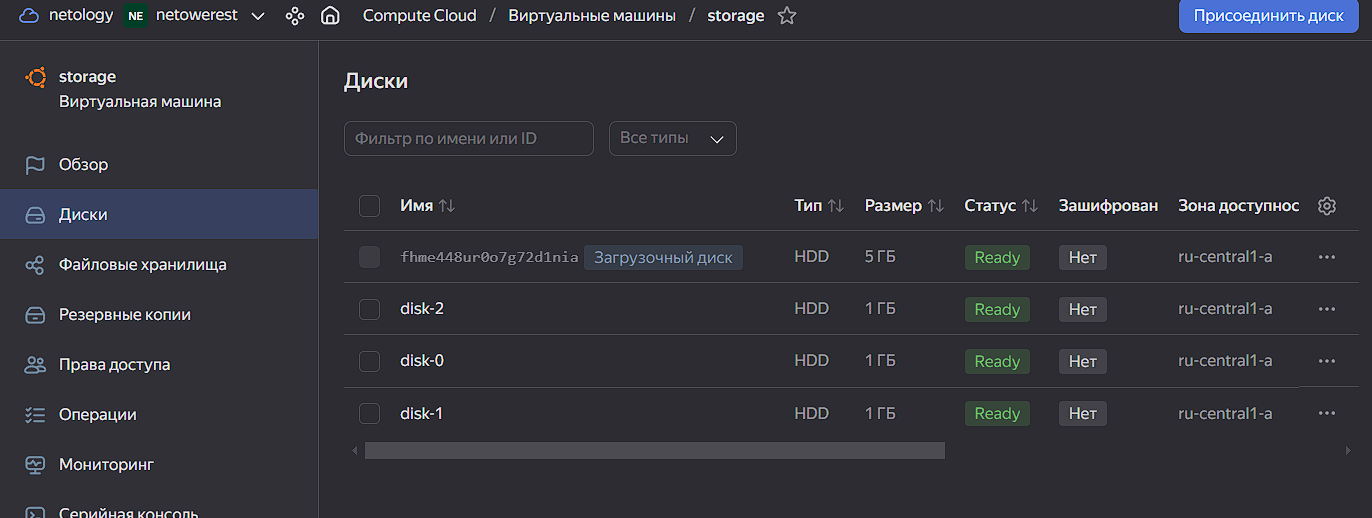 netology NE netowerest Compute Cloud / Виртуальные машины / storage Присоединить диск
storage
Виртуальная машина
Обзор
Диски
Файловые хранилища
Резервные копии
Права доступа
Операции
Мониторинг
Серийная консоль
Диски
Фильтр по имени или ID Все типы
Имя Тип Размер Статус Зашифрован Зона доступнос
fhme448ur0o7g72d1nia Загрузочный диск HDD 5 ГБ Ready Нет ru-central1-a
disk-2 HDD 1 ГБ Ready Нет ru-central1-a
disk-0 HDD 1 ГБ Ready Нет ru-central1-a
disk-1 HDD 1 ГБ Ready Нет ru-central1-a